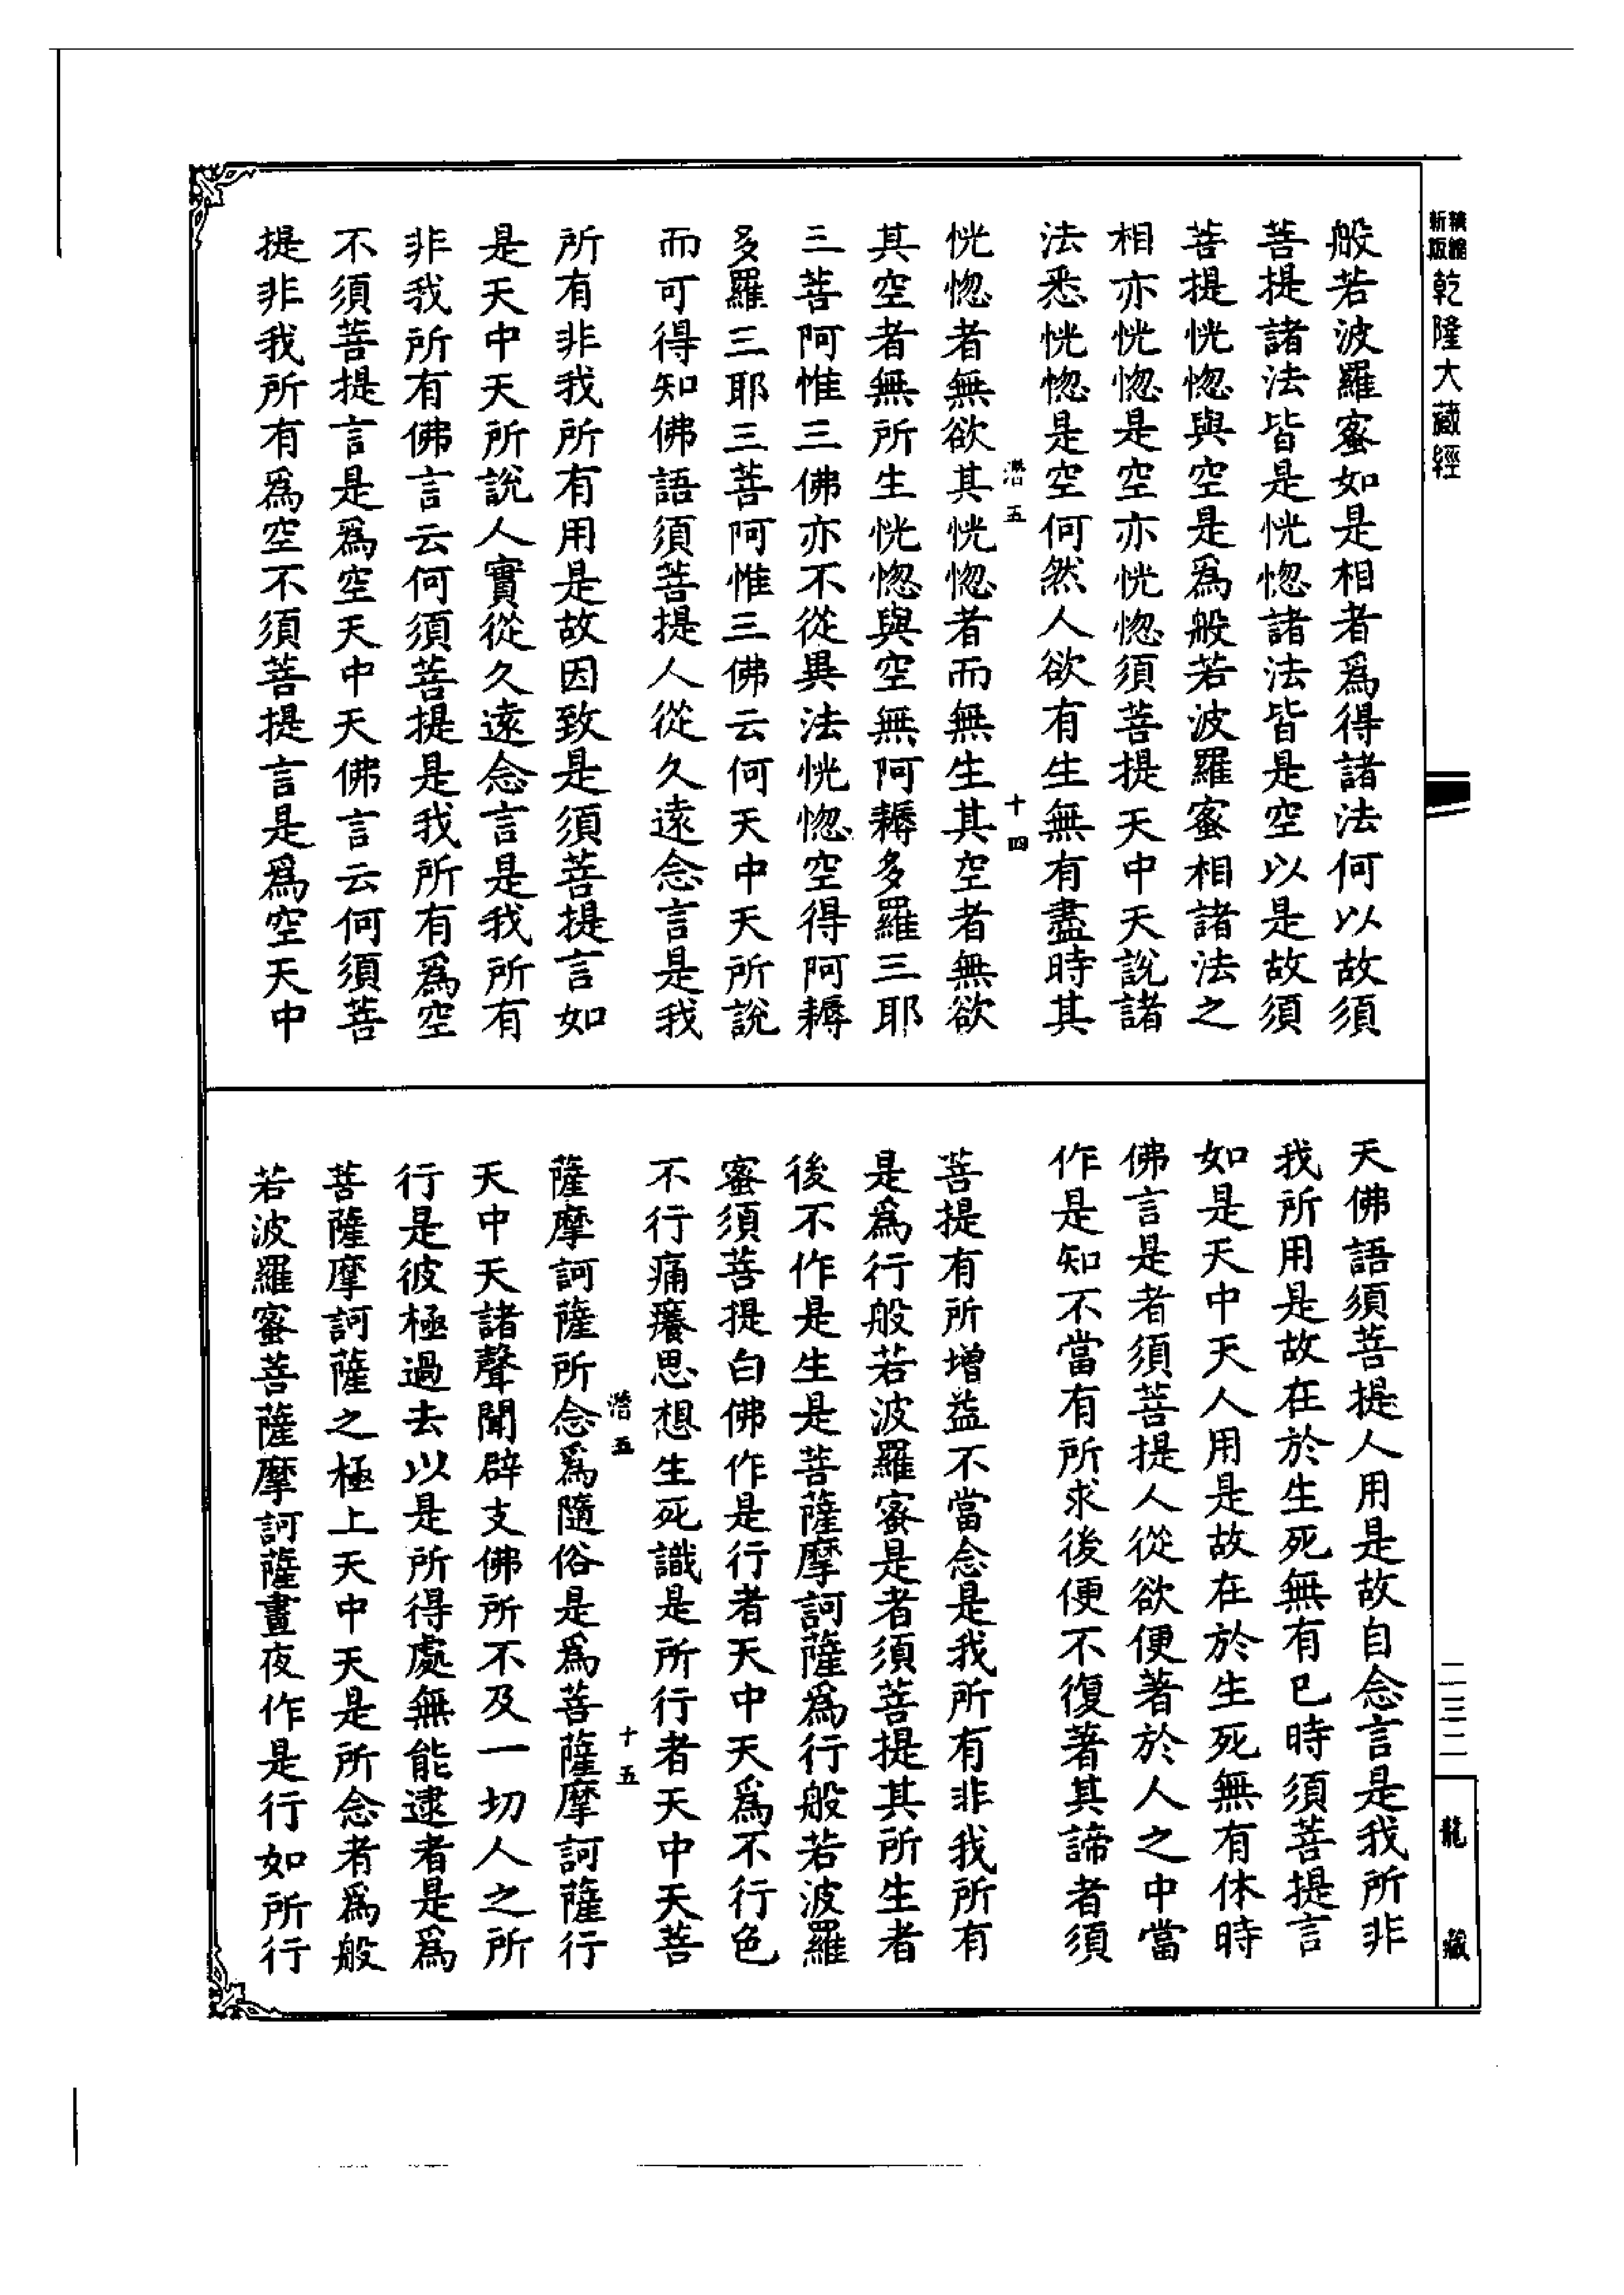 精縮
新版
乾隆大藏經
般若波羅蜜如是相者爲得諸法何以故須
菩提諸法皆是恍惚諸法皆是空以是故須
菩提恍惚與空是爲般若波羅蜜相諸法之
相亦恍惚是空亦恍惚須菩提天中天說諸
法悉恍惚是空何然人欲有生無有盡時其
潛五 十四
恍惚者無欲其恍惚者而無生其空者無欲
其空者無所生恍惚與空無阿耨多羅三耶
三菩阿惟三佛亦不從異法恍惚空得阿耨
多羅三耶三菩阿惟三佛云何天中天所說
而可得知佛語須菩提人從久遠念言是我
所有非我所有用是故因致是須菩提言如
是天中天所說人實從久遠念言是我所有
非我所有佛言云何須菩提是我所有爲空
不須菩提言是爲空天中天佛言云何須菩
提非我所有爲空不須菩提言是爲空天中
天佛語須菩提人用是故自念言是我所非
我所用是故在於生死無有已時須菩提言
如是天中天人用是故在於生死無有休時
佛言是者須菩提人從欲便著於人之中當
作是知不當有所求後便不復著其諦者須
菩提有所增益不當念是我所有非我所有
是爲行般若波羅蜜是者須菩提其所生者
後不作是生是菩薩摩訶薩爲行般若波羅
蜜須菩提白佛作是行者天中天爲不行色
不行痛癢思想生死識是所行者天中天菩
潛五 十五
薩摩訶薩所念爲隨俗是爲菩薩摩訶薩行
天中天諸聲聞辟支佛所不及一切人之所
行是彼極過去以是所得處無能逮者是爲
菩薩摩訶薩之極上天中天是所念者爲般
若波羅蜜菩薩摩訶薩晝夜作是行如所行
二三二
龍藏